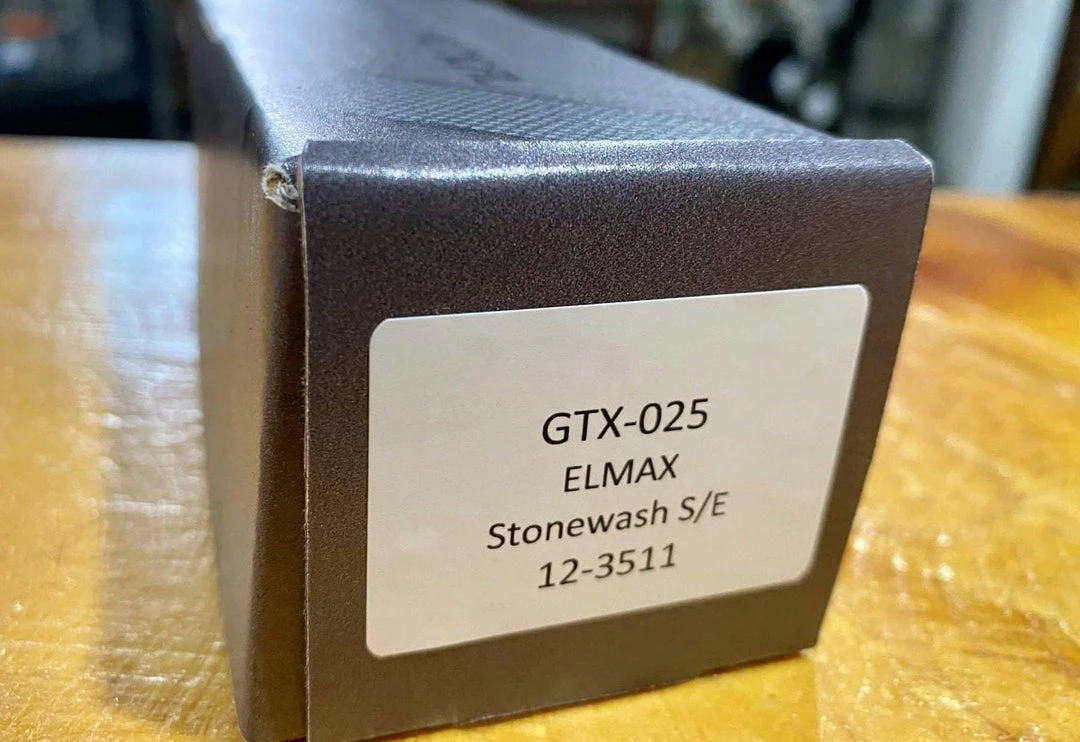 GTX-025
ELMAX
Stonewash S/E
12-3511